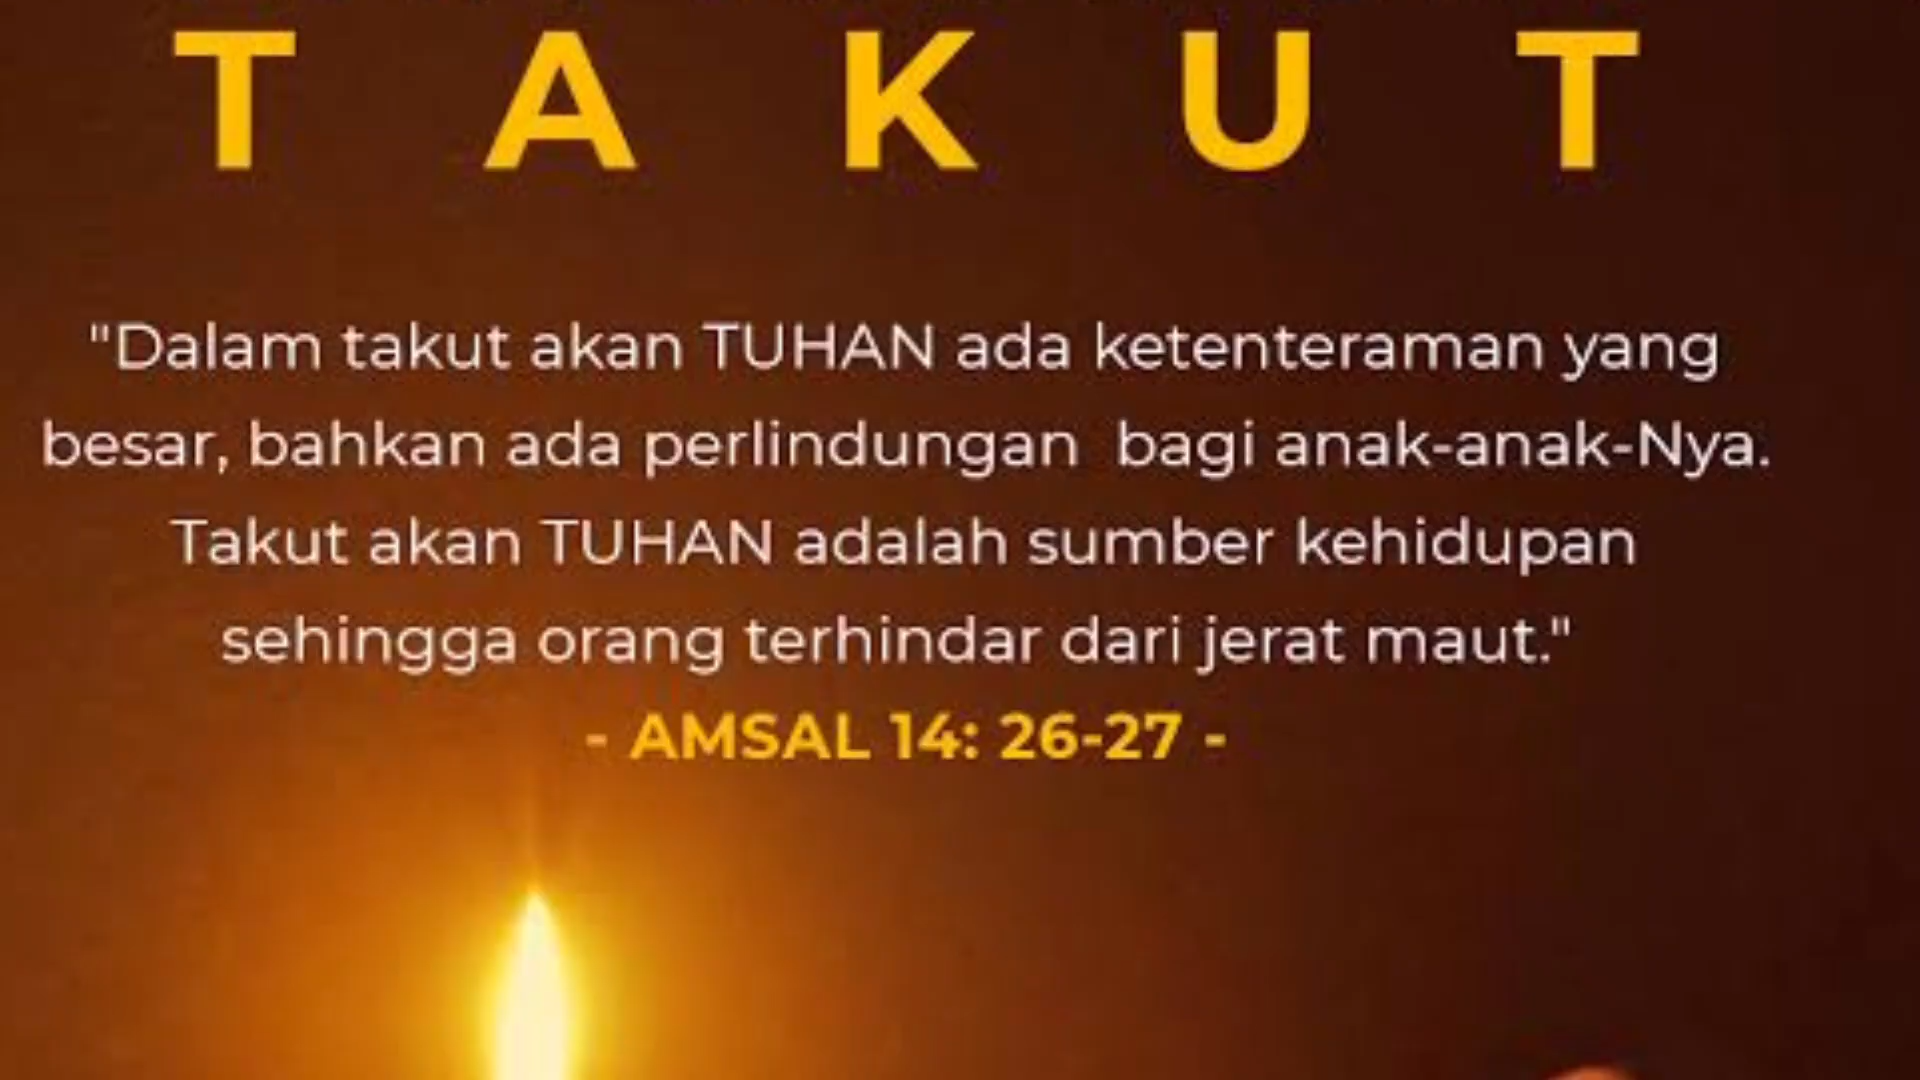 TAKUT
"Dalam takut akan TUHAN ada ketenteraman yang
besar, bahkan ada perlindungan bagi anak-anak-Nya.
Takut akan TUHAN adalah sumber kehidupan
sehingga orang terhindar dari jerat maut."
- AMSAL 14: 26-27 -